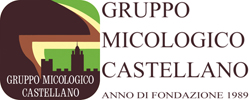 GRUPPO
MICOLOGICO
CASTELLANO
ANNO DI FONDAZIONE 1989
GRUPPO MICOLOGICO
CASTELLANO